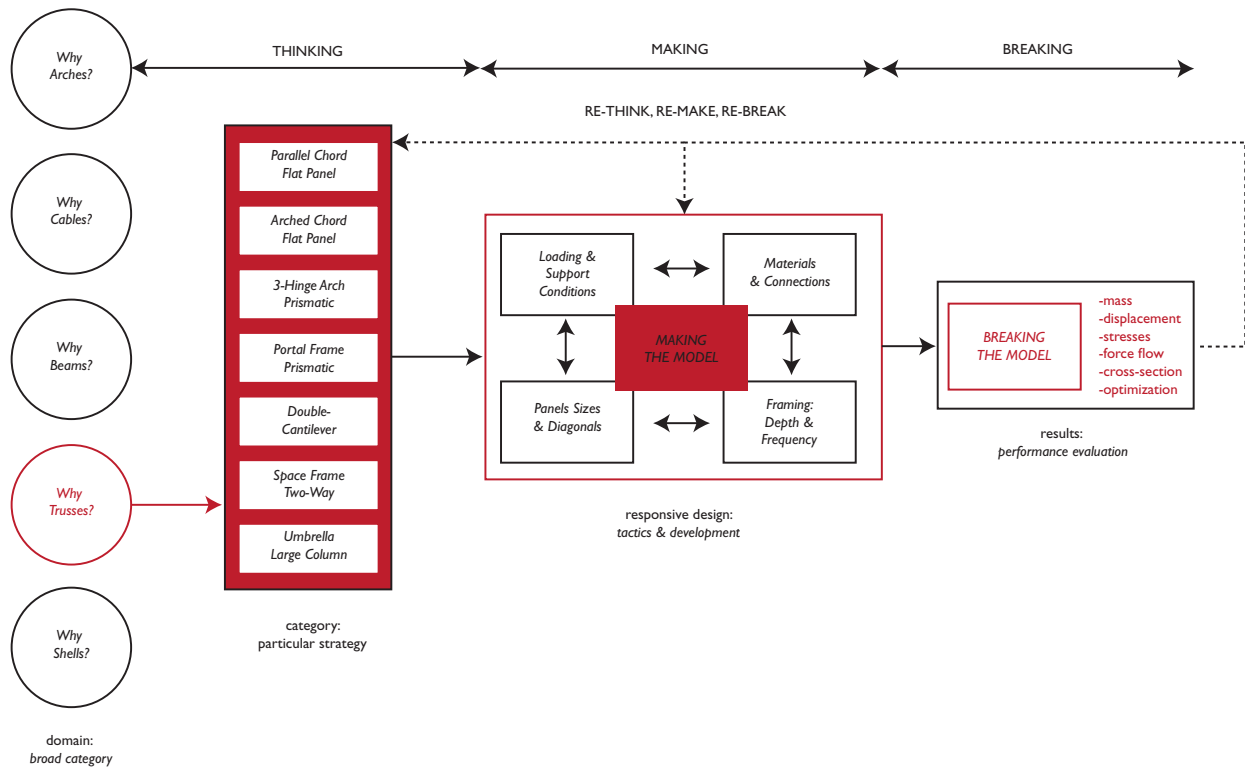 Why
Arches?
THINKING
MAKING
BREAKING
RE-THINK, RE-MAKE, RE-BREAK
Why
Cables?
Why
Beams?
Why
Trusses?
Why
Shells?
domain:
broad category
Parallel Chord
Flat Panel
Arched Chord
Flat Panel
3-Hinge Arch
Prismatic
Portal Frame
Prismatic
Double-
Cantilever
Space Frame
Two-Way
Umbrella
Large Column
category:
particular strategy
Loading &
Support
Conditions
Materials
& Connections
MAKING
THE MODEL
Panels Sizes
& Diagonals
Framing:
Depth &
Frequency
responsive design:
tactics & development
BREAKING
THE MODEL
-mass
-displacement
-stresses
-force flow
-cross-section
-optimization
results:
performance evaluation